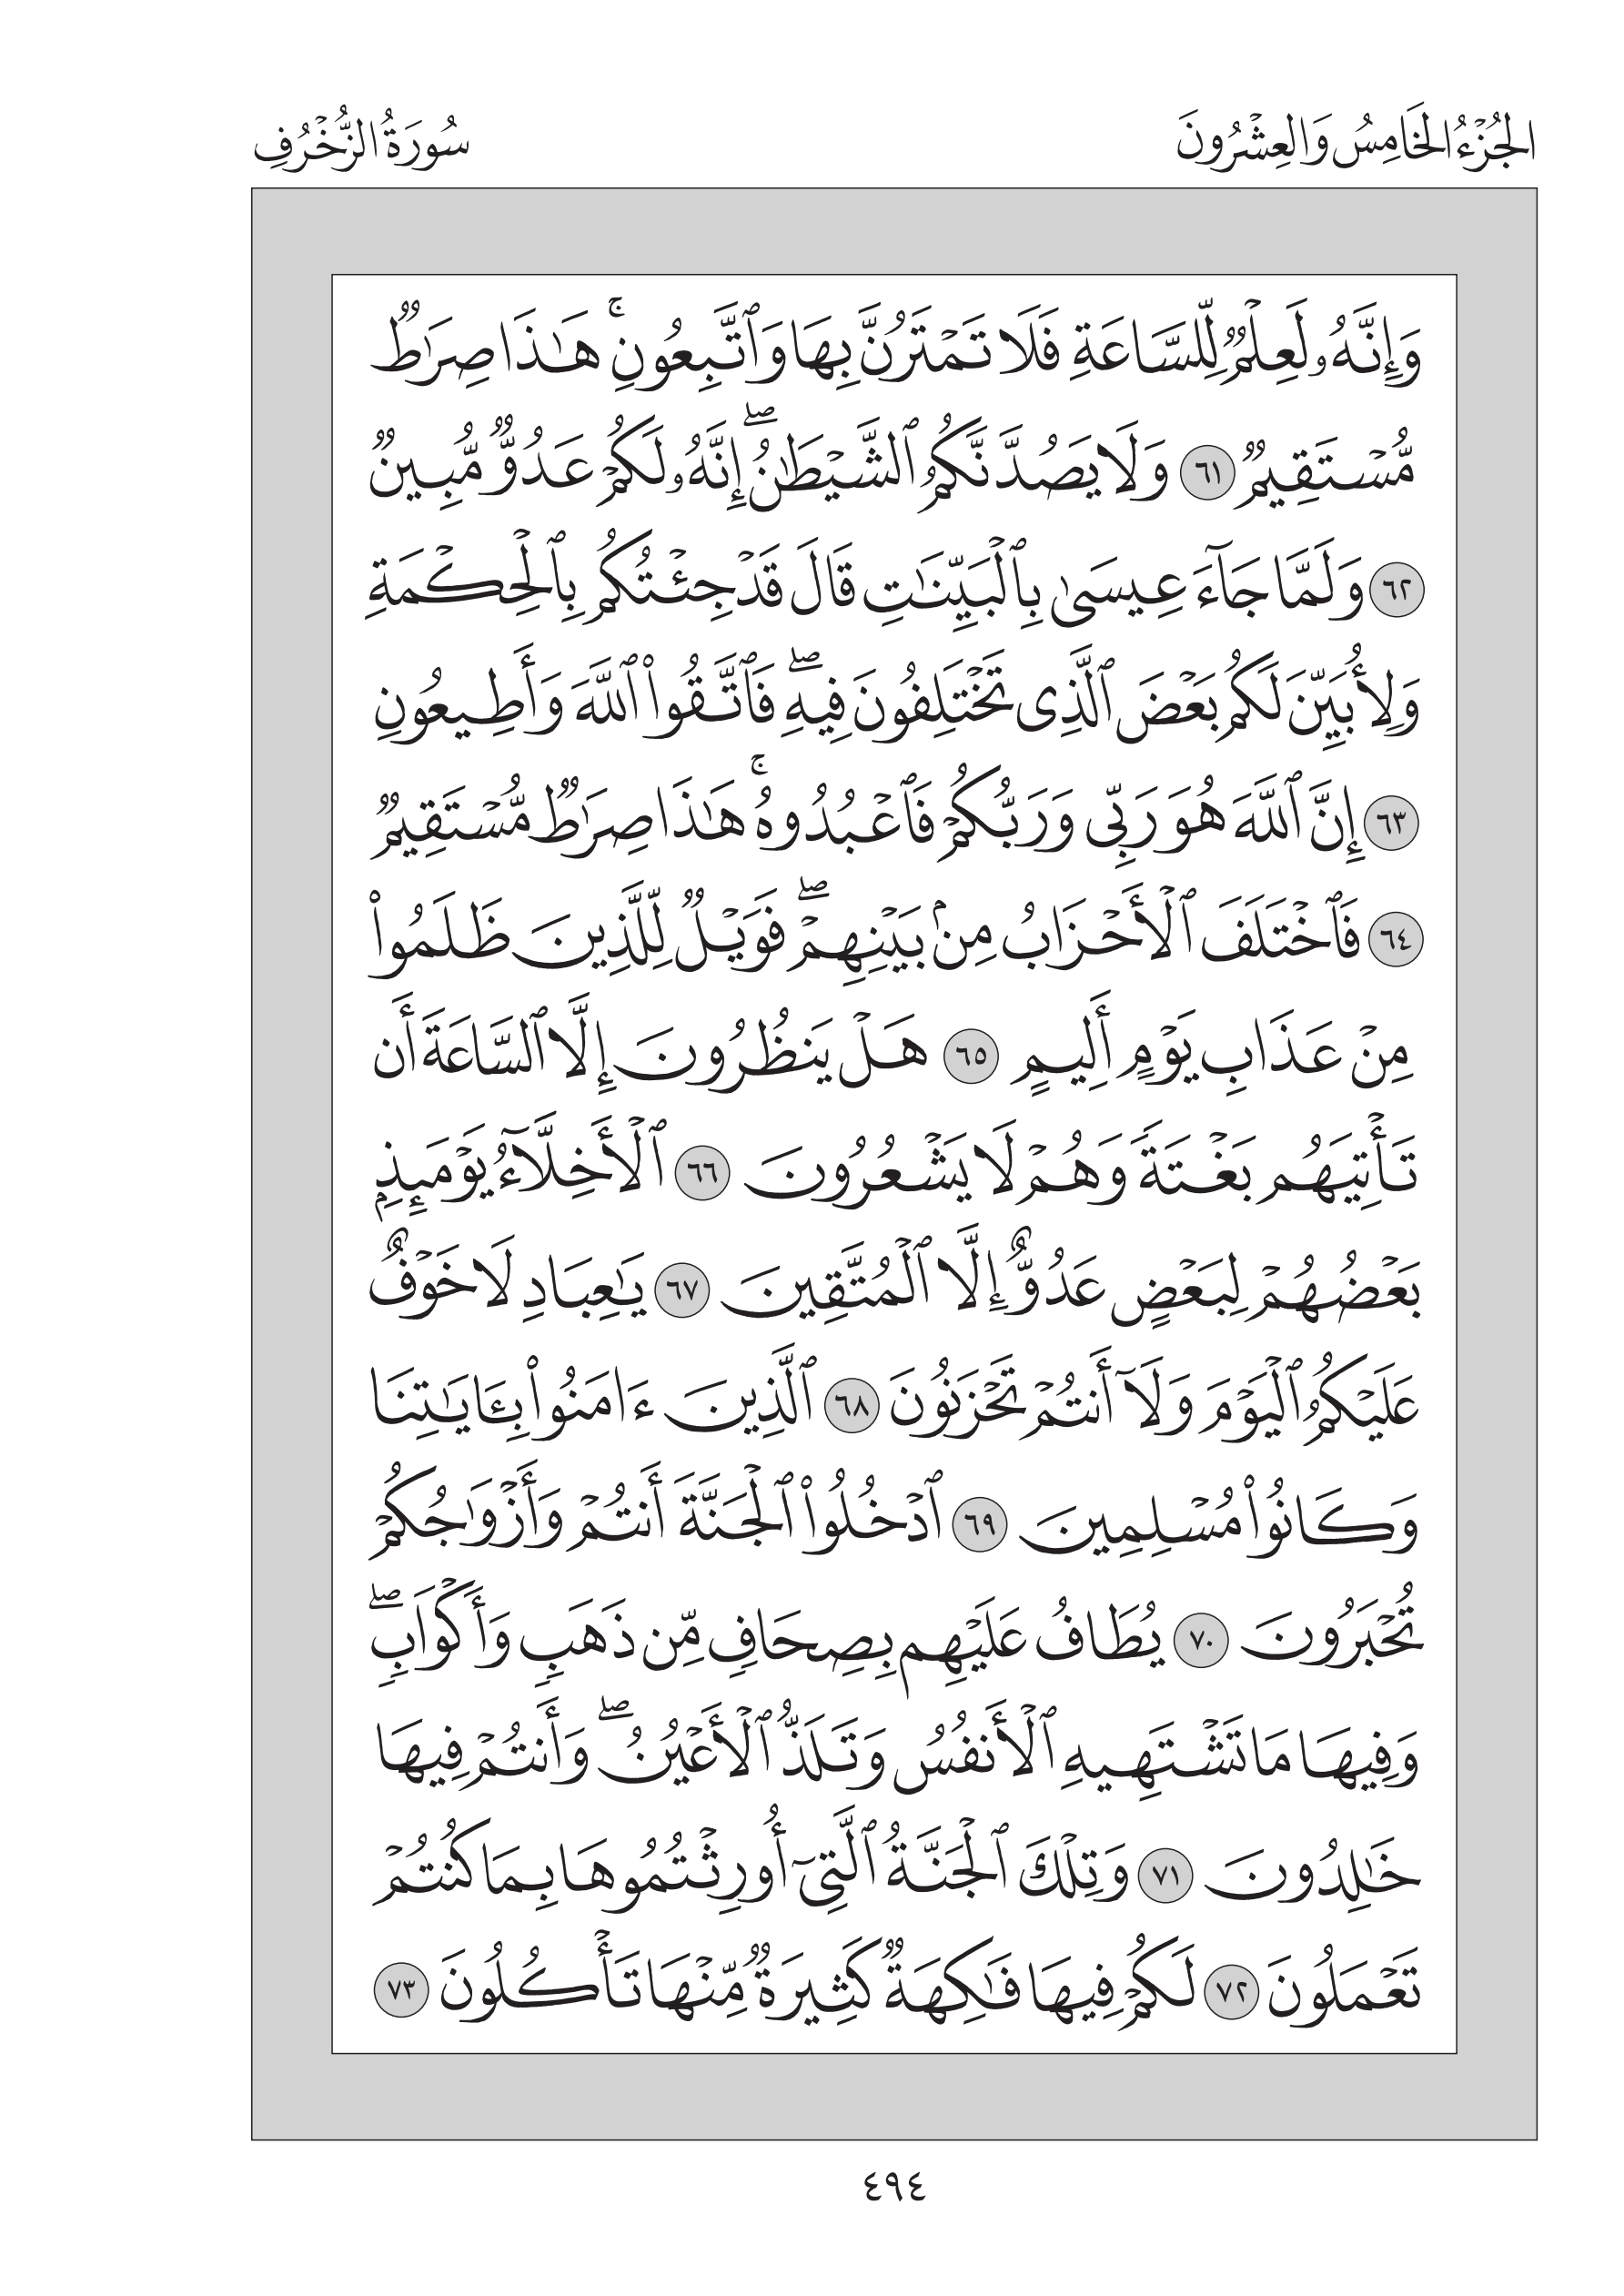 الجُزْءُ الخَامِسُ وَالعِشْرُونَ
سُورَةُ الزُّخْرُفِ
وَإِنَّهُۥ لَعِلۡمٞ لِّلسَّاعَةِ فَلَا تَمۡتَرُنَّ بِهَا وَٱتَّبِعُونِۚ هَٰذَا صِرَٰطٞ
مُّسۡتَقِيمٞ ٦١ وَلَا يَصُدَّنَّكُمُ ٱلشَّيۡطَٰنُۖ إِنَّهُۥ لَكُمۡ عَدُوّٞ مُّبِينٞ
٦٢ وَلَمَّا جَآءَ عِيسَىٰ بِٱلۡبَيِّنَٰتِ قَالَ قَدۡ جِئۡتُكُم بِٱلۡحِكۡمَةِ
وَلِأُبَيِّنَ لَكُم بَعۡضَ ٱلَّذِي تَخۡتَلِفُونَ فِيهِۖ فَٱتَّقُواْ ٱللَّهَ وَأَطِيعُونِ
٦٣ إِنَّ ٱللَّهَ هُوَ رَبِّي وَرَبُّكُمۡ فَٱعۡبُدُوهُۚ هَٰذَا صِرَٰطٞ مُّسۡتَقِيمٞ
٦٤ فَٱخۡتَلَفَ ٱلۡأَحۡزَابُ مِنۢ بَيۡنِهِمۡۖ فَوَيۡلٞ لِّلَّذِينَ ظَلَمُواْ
مِنۡ عَذَابِ يَوۡمٍ أَلِيمٍ ٦٥ هَلۡ يَنظُرُونَ إِلَّا ٱلسَّاعَةَ أَن
تَأۡتِيَهُم بَغۡتَةٗ وَهُمۡ لَا يَشۡعُرُونَ ٦٦ ٱلۡأَخِلَّآءُ يَوۡمَئِذِۭ
بَعۡضُهُمۡ لِبَعۡضٍ عَدُوٌّ إِلَّا ٱلۡمُتَّقِينَ ٦٧ يَٰعِبَادِ لَا خَوۡفٌ
عَلَيۡكُمُ ٱلۡيَوۡمَ وَلَآ أَنتُمۡ تَحۡزَنُونَ ٦٨ ٱلَّذِينَ ءَامَنُواْ بِـَٔايَٰتِنَا
وَكَانُواْ مُسۡلِمِينَ ٦٩ ٱدۡخُلُواْ ٱلۡجَنَّةَ أَنتُمۡ وَأَزۡوَٰجُكُمۡ
تُحۡبَرُونَ ٧٠ يُطَافُ عَلَيۡهِم بِصِحَافٖ مِّن ذَهَبٖ وَأَكۡوَابٖۖ
وَفِيهَا مَا تَشۡتَهِيهِ ٱلۡأَنفُسُ وَتَلَذُّ ٱلۡأَعۡيُنُۖ وَأَنتُمۡ فِيهَا
خَٰلِدُونَ ٧١ وَتِلۡكَ ٱلۡجَنَّةُ ٱلَّتِيٓ أُورِثۡتُمُوهَا بِمَا كُنتُمۡ
تَعۡمَلُونَ ٧٢ لَكُمۡ فِيهَا فَٰكِهَةٞ كَثِيرَةٞ مِّنۡهَا تَأۡكُلُونَ ٧٣
٤٩٤